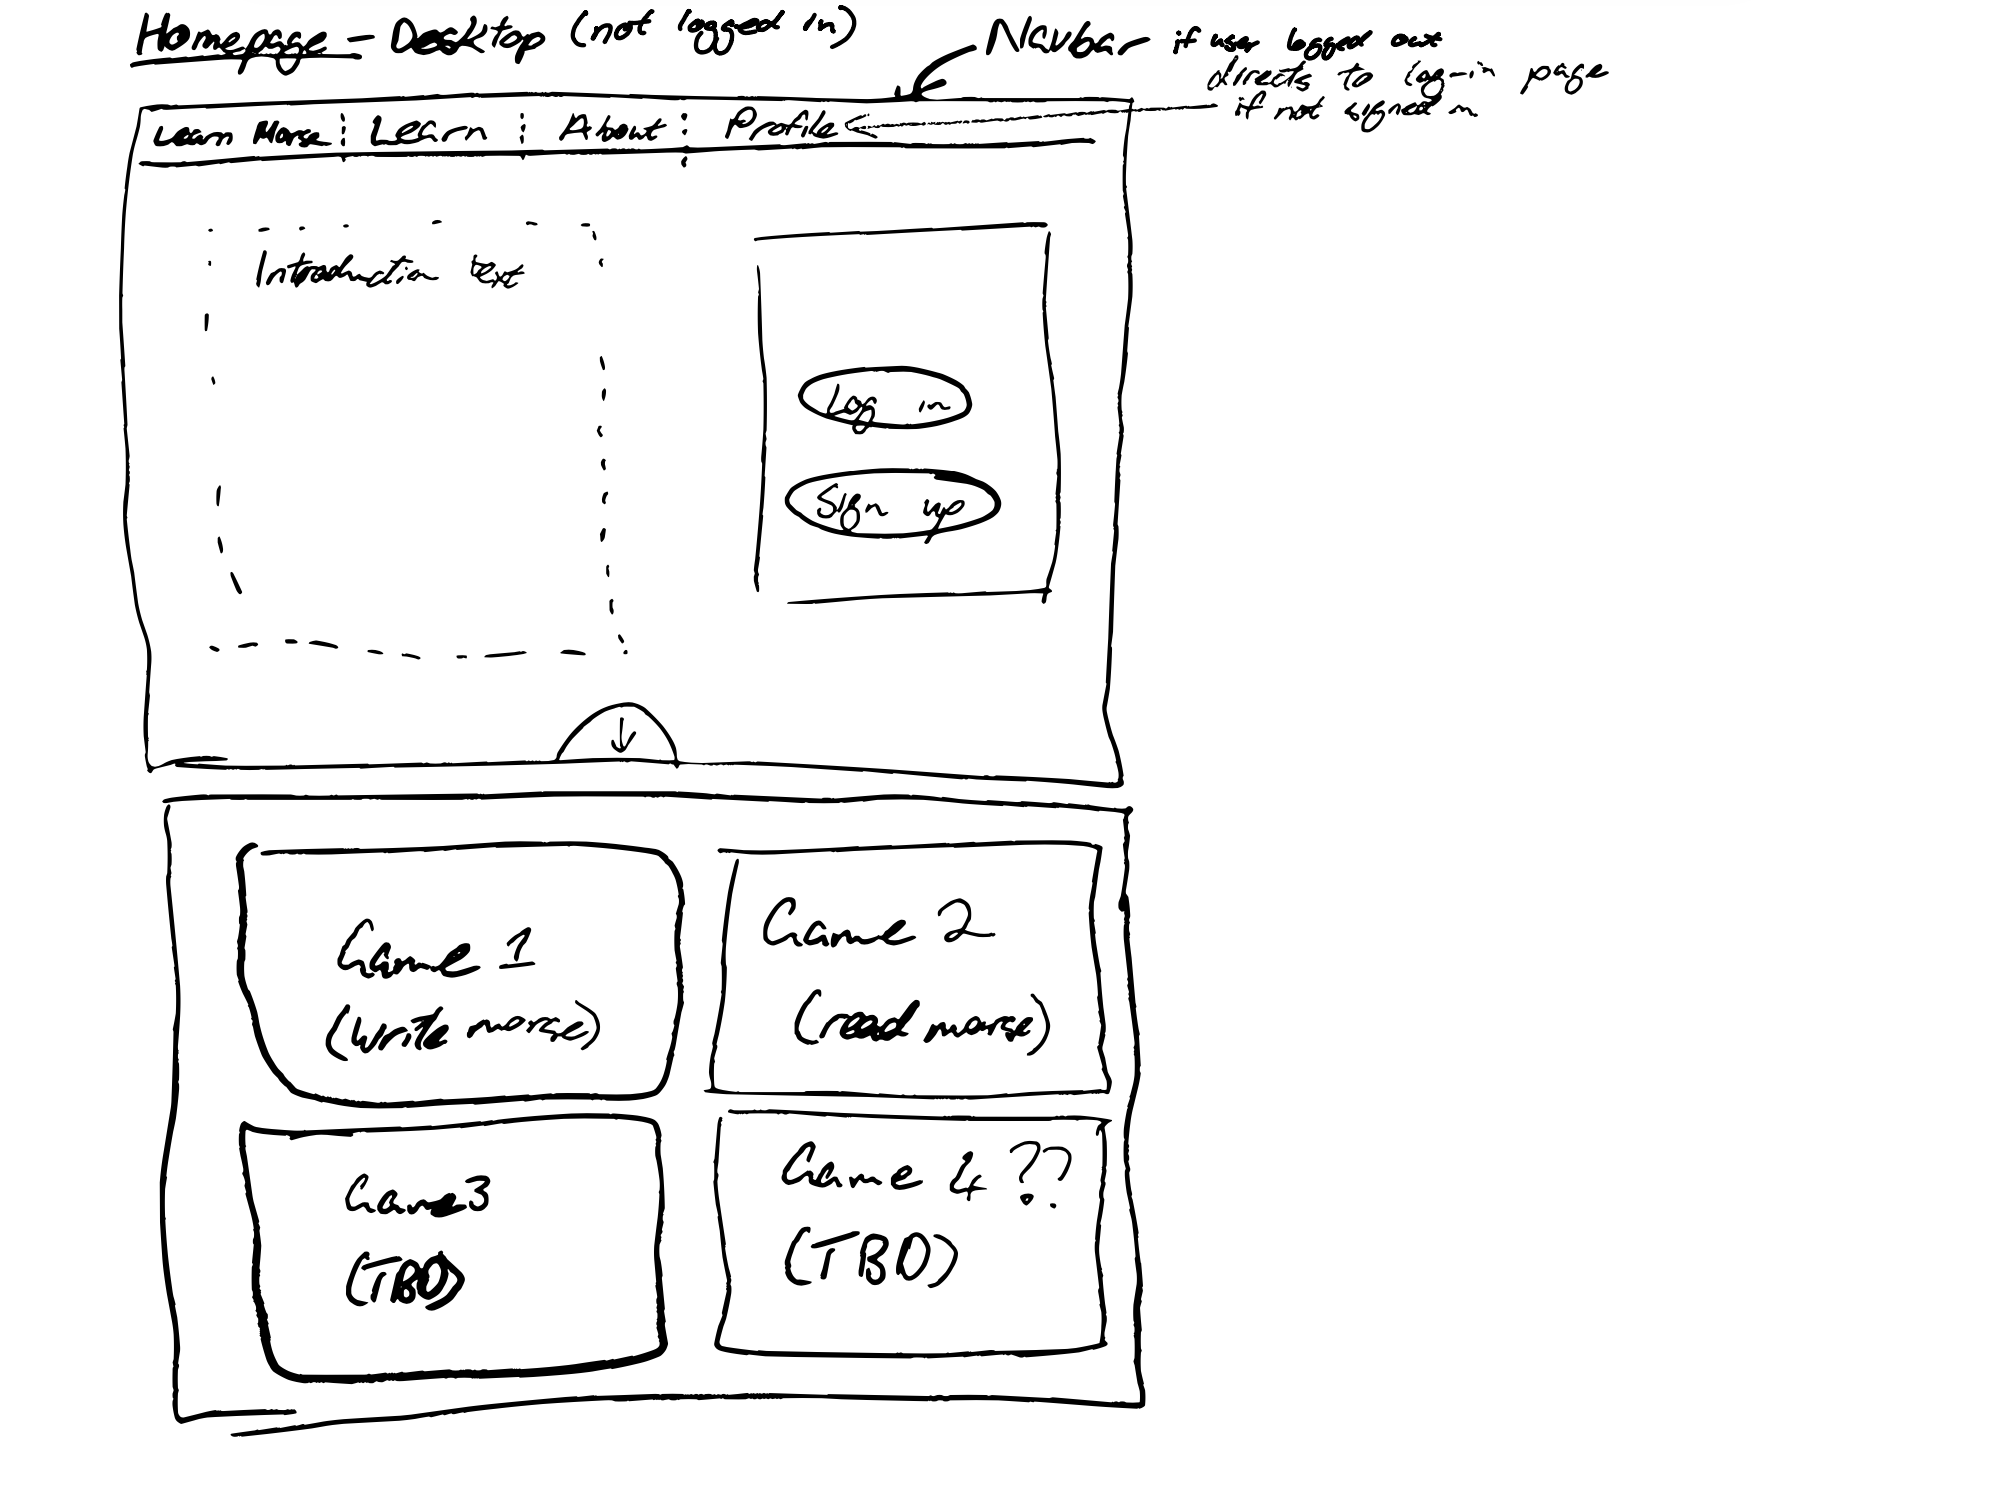 Homepage - Desktop (not logged in)
Navbar if user logged out
directs to log-in page
if not signed in
Learn Morse Learn About Profile
Introduction text
Log in
Sign up
Game 1
(write morse)
Game 2
(read morse)
Game 3
(TBD)
Game 4 ??
(TBD)